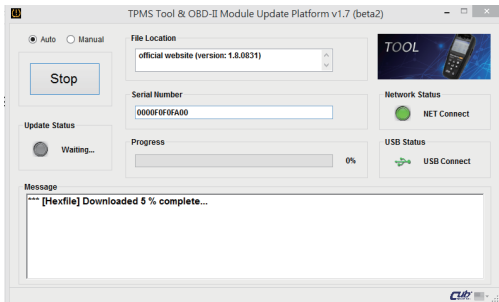 TPMS Tool & OBD-II Module Update Platform v1.7 (beta2)
Auto
Manual
File Location
official website (version: 1.8.0831)
TOOL
Stop
Serial Number
0000F0F0FA00
Network Status
NET Connect
Update Status
Waiting...
Progress
0%
USB Status
USB Connect
Message
*** [Hexfile] Downloaded 5 % complete...
Cub